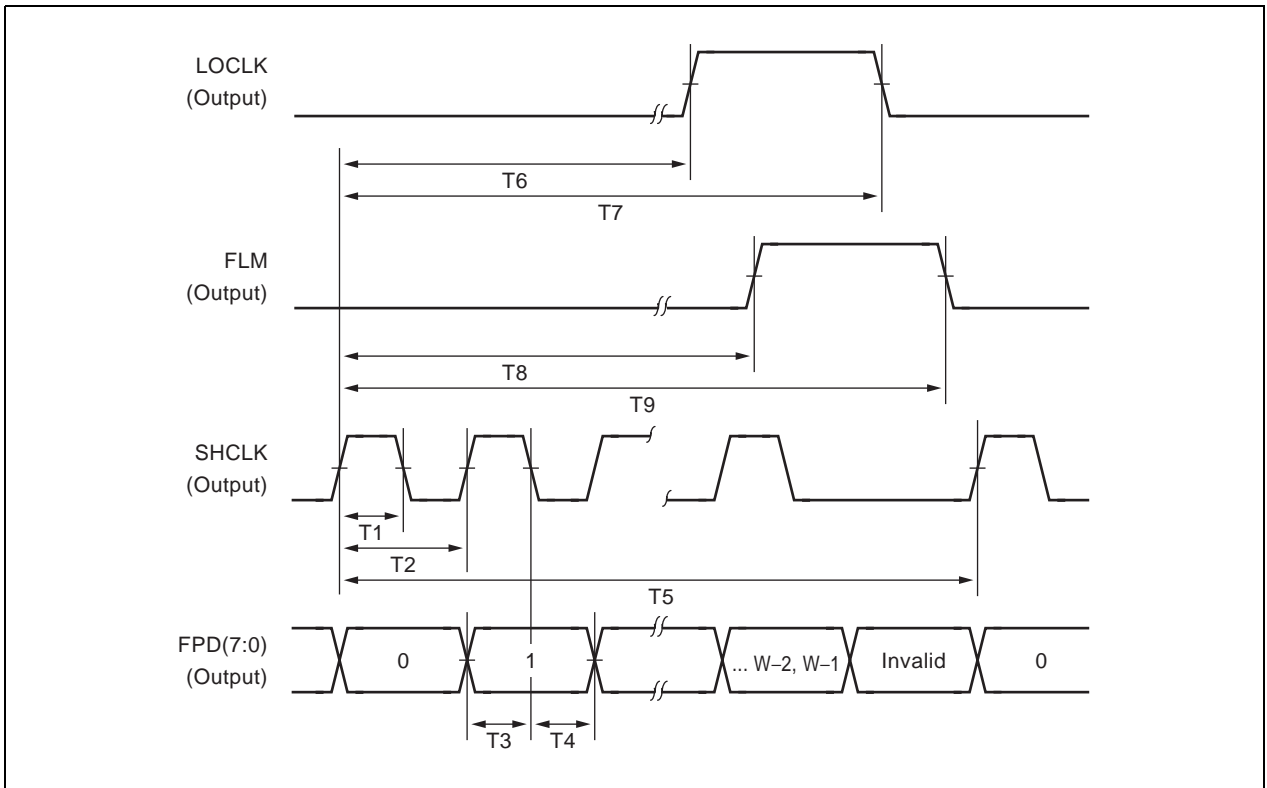 LOCLK
(Output)
T6
T7
FLM
(Output)
T8
T9
SHCLK
(Output)
T1
T2
T5
FPD(7:0)
(Output)
0
1
... W–2, W–1
Invalid
0
T3
T4